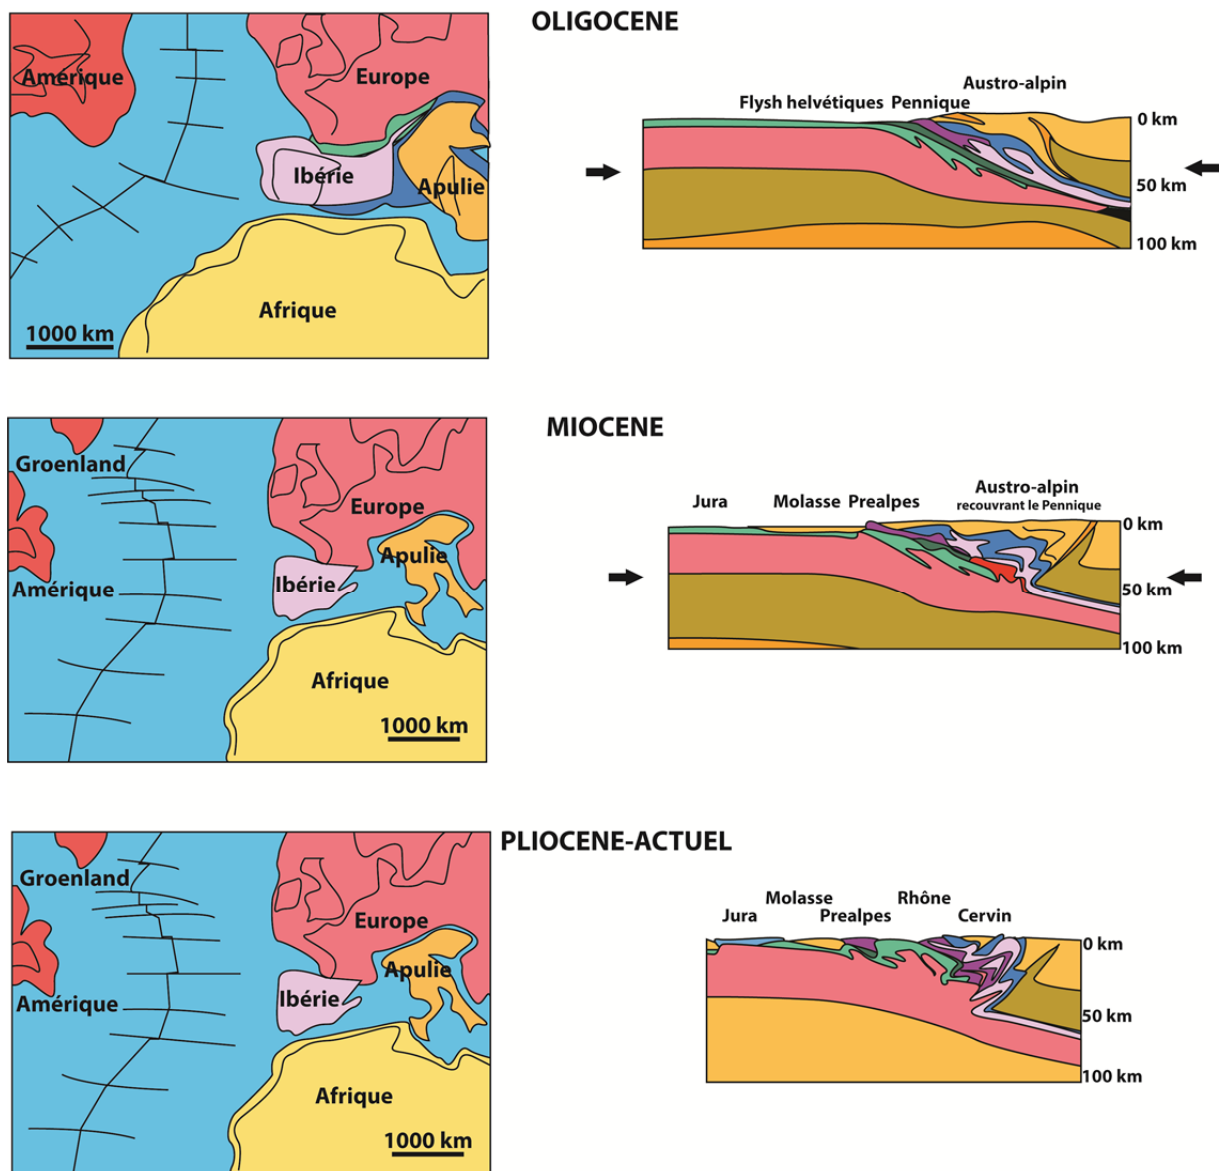 OLIGOCENE
Amérique
Europe
Ibérie
Apulie
Afrique
1000 km
Austro-alpin
Flysh helvétiques Pennique
0 km
50 km
100 km
MIOCENE
Groenland
Europe
Apulie
Ibérie
Amérique
Afrique
1000 km
Austro-alpin
Jura Molasse Prealpes recouvrant le Pennique
0 km
50 km
100 km
PLIOCENE-ACTUEL
Groenland
Europe
Apulie
Ibérie
Amérique
Afrique
1000 km
Molasse Rhône
Jura Prealpes Cervin
0 km
50 km
100 km